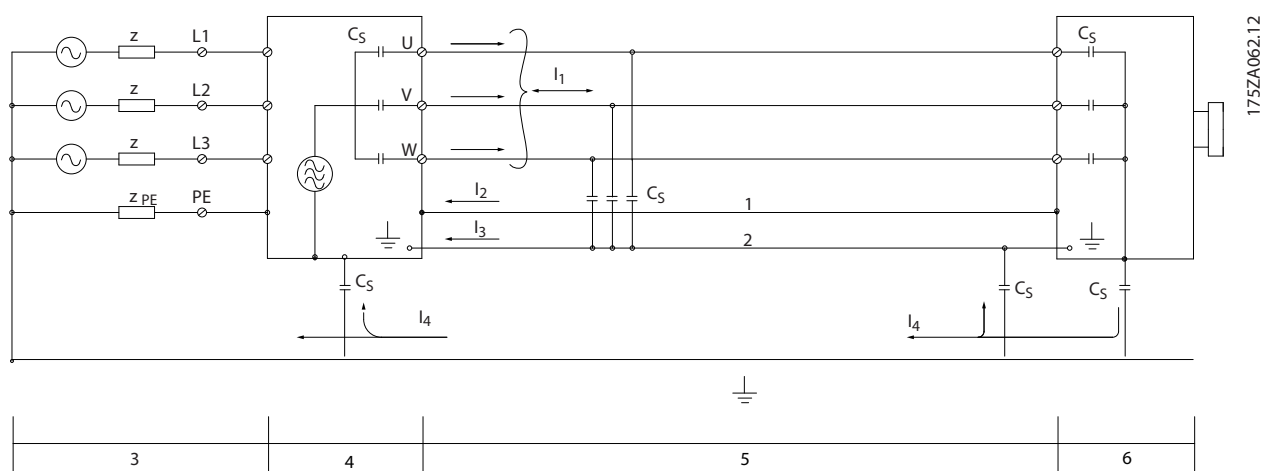 z L1 C_S U C_S
I_1
z L2 V
z L3 W
z_PE PE I_2 C_S 1
I_3 2
C_S C_S C_S
I_4 I_4
3 4 5 6
175ZA062.12